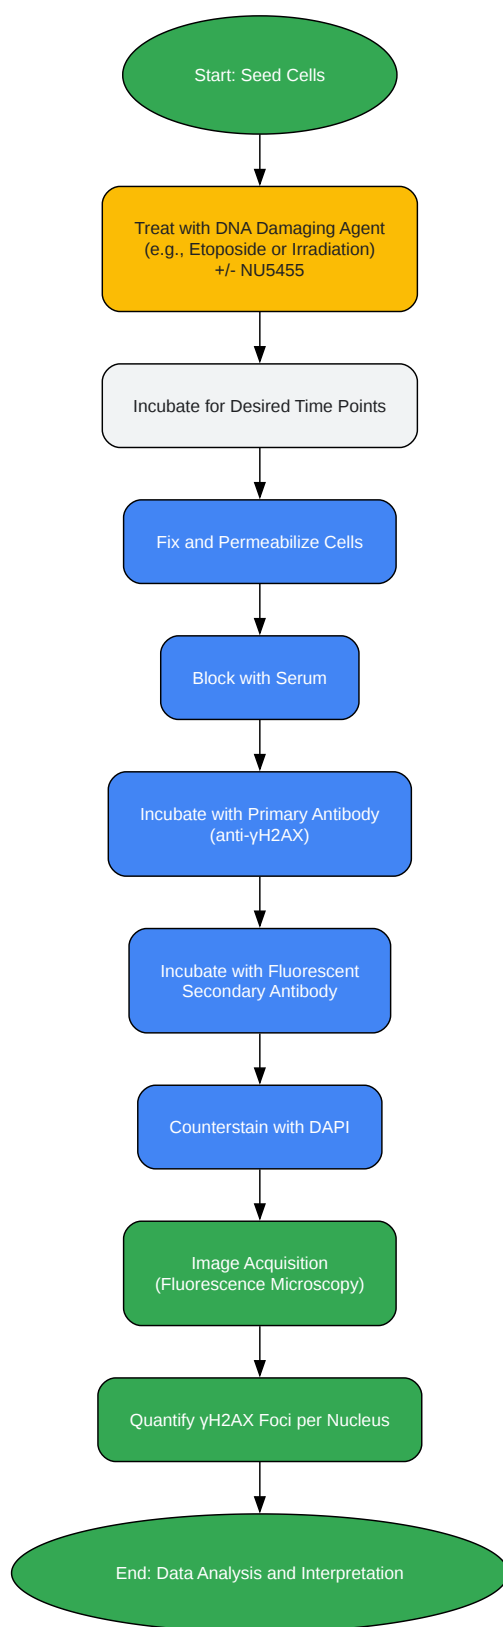 Start: Seed Cells
Treat with DNA Damaging Agent
(e.g., Etoposide or Irradiation)
+/- NU5455
Incubate for Desired Time Points
Fix and Permeabilize Cells
Block with Serum
Incubate with Primary Antibody
(anti-γH2AX)
Incubate with Fluorescent
Secondary Antibody
Counterstain with DAPI
Image Acquisition
(Fluorescence Microscopy)
Quantify γH2AX Foci per Nucleus
End: Data Analysis and Interpretation